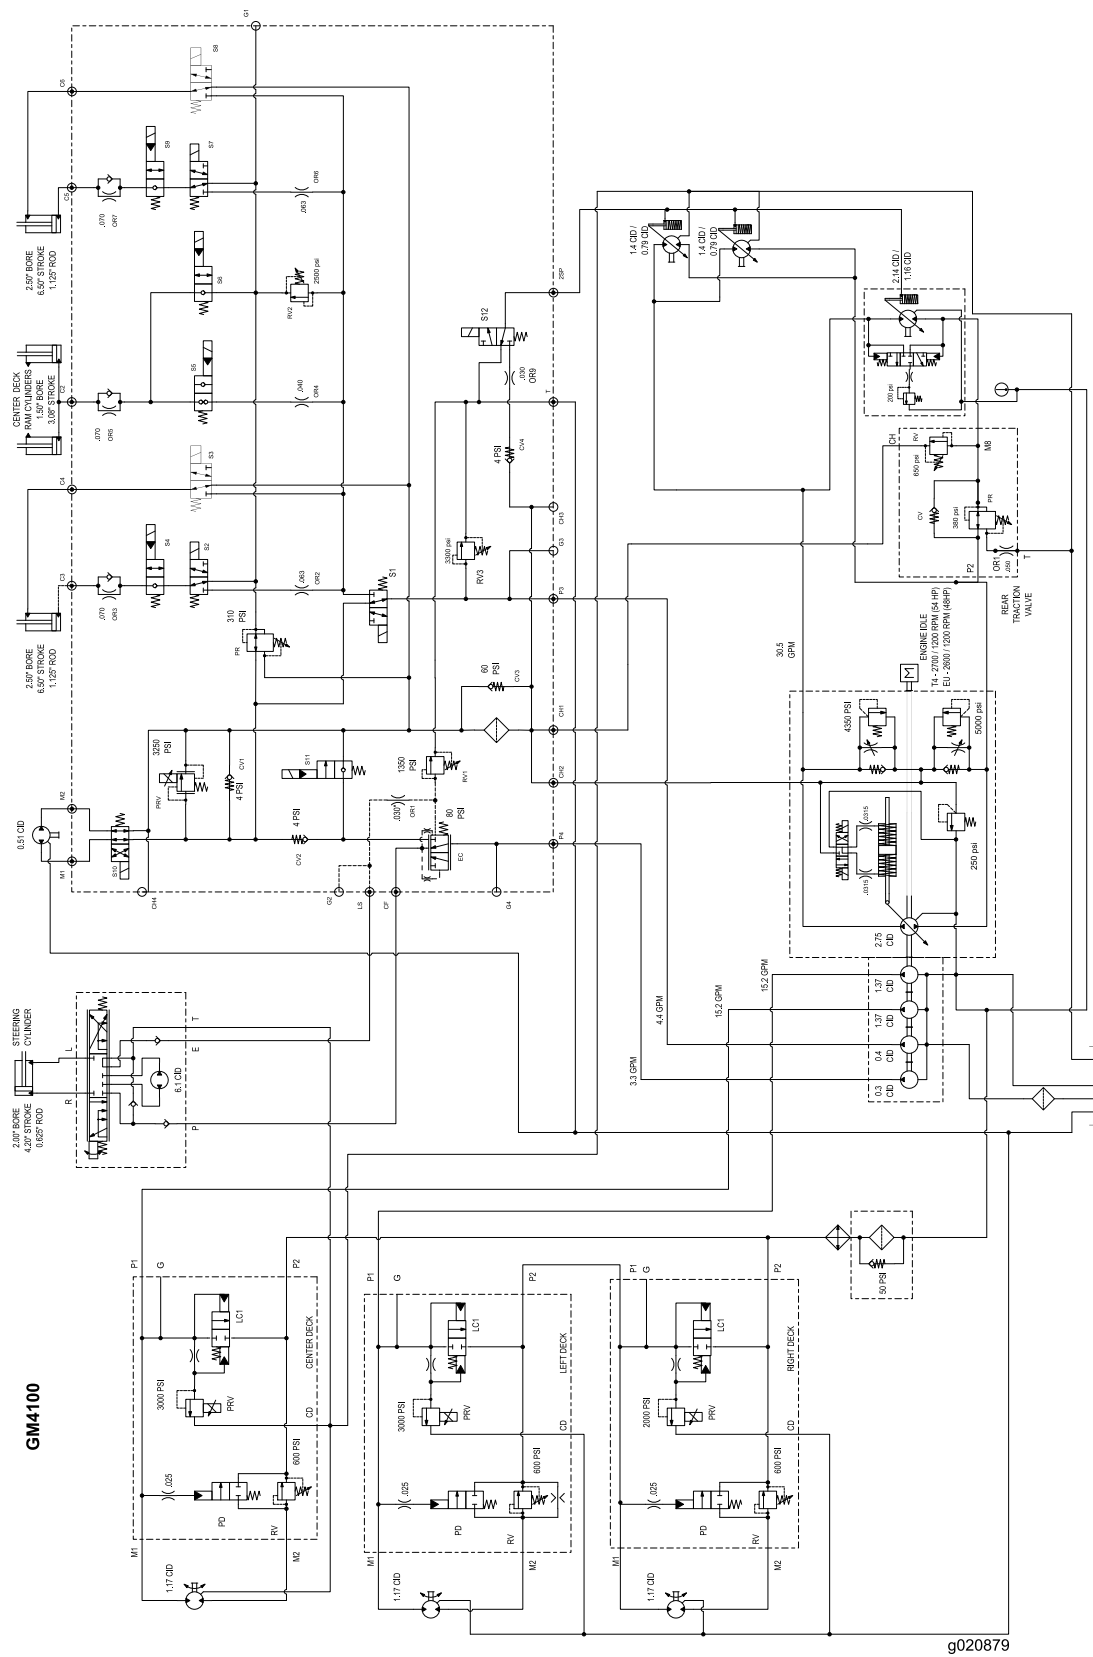 GM4100
STEERING
CYLINDER
2.00" BORE
4.20" STROKE
0.625" ROD
R
L
6.1 CID
P
E
T
0.51 CID
M1
M2
S10
CH4
PRV
3250
PSI
CV1
4 PSI
CV2
4 PSI
S11
G2
LS
CF
G4
.030"
OR1
1350
PSI
RV1
80
PSI
EC
P4
CH2
CH1
60
PSI
CV3
2.50" BORE
6.50" STROKE
1.125" ROD
C3
.070
OR3
S4
S2
.063
OR2
310
PSI
PR
S1
C4
S3
3300 psi
RV3
P3
G3
CH3
4 PSI
CV4
CENTER DECK
RAM CYLINDERS
1.50" BORE
3.08" STROKE
C2
.070
OR5
S5
.040
OR4
S6
RV2
2500 psi
T
.030
OR9
S12
2SP
2.50" BORE
6.50" STROKE
1.125" ROD
C5
.070
OR7
S9
S7
.063
OR6
C6
S8
G1
1.4 CID /
0.79 CID
1.4 CID /
0.79 CID
2.14 CID /
1.16 CID
200 psi
CH
RV
650 psi
M8
CV
380 psi
PR
P2
OR1
.050
T
REAR
TRACTION
VALVE
30.5
GPM
ENGINE IDLE
T4 - 2700 / 1200 RPM (54 HP)
EU - 2600 / 1200 RPM (48HP)
M
4350 PSI
5000 psi
.0315
.0315
250 psi
2.75
CID
1.37
CID
1.37
CID
0.4
CID
0.3
CID
15.2 GPM
15.2 GPM
4.4 GPM
3.3 GPM
50 PSI
P1
G
P2
LC1
3000 PSI
PRV
CENTER DECK
CD
.025
600 PSI
PD
RV
M1
M2
1.17 CID
P1
G
P2
LC1
3000 PSI
PRV
LEFT DECK
CD
.025
600 PSI
PD
RV
M1
M2
1.17 CID
P1
G
P2
LC1
2000 PSI
PRV
RIGHT DECK
CD
.025
600 PSI
PD
RV
M1
M2
1.17 CID
g020879